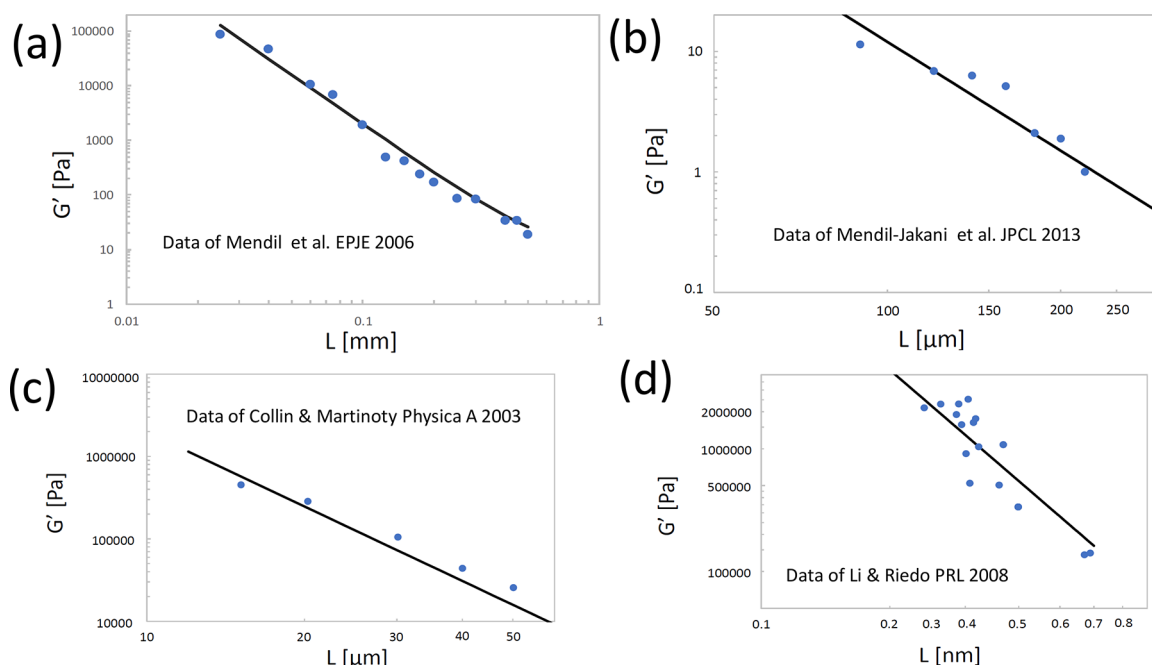 (a)
100000
10000
1000
100
10
1
0.01
0.1
1
G' [Pa]
L [mm]
Data of Mendil et al. EPJE 2006
(b)
10
1
0.1
50
100
150
200
250
G' [Pa]
L [μm]
Data of Mendil-Jakani et al. JPCL 2013
(c)
10000000
1000000
100000
10000
10
20
30
40
50
G' [Pa]
L [μm]
Data of Collin & Martinoty Physica A 2003
(d)
2000000
500000
100000
0.1
0.2
0.3
0.4
0.5
0.6
0.7
0.8
G' [Pa]
L [nm]
Data of Li & Riedo PRL 2008